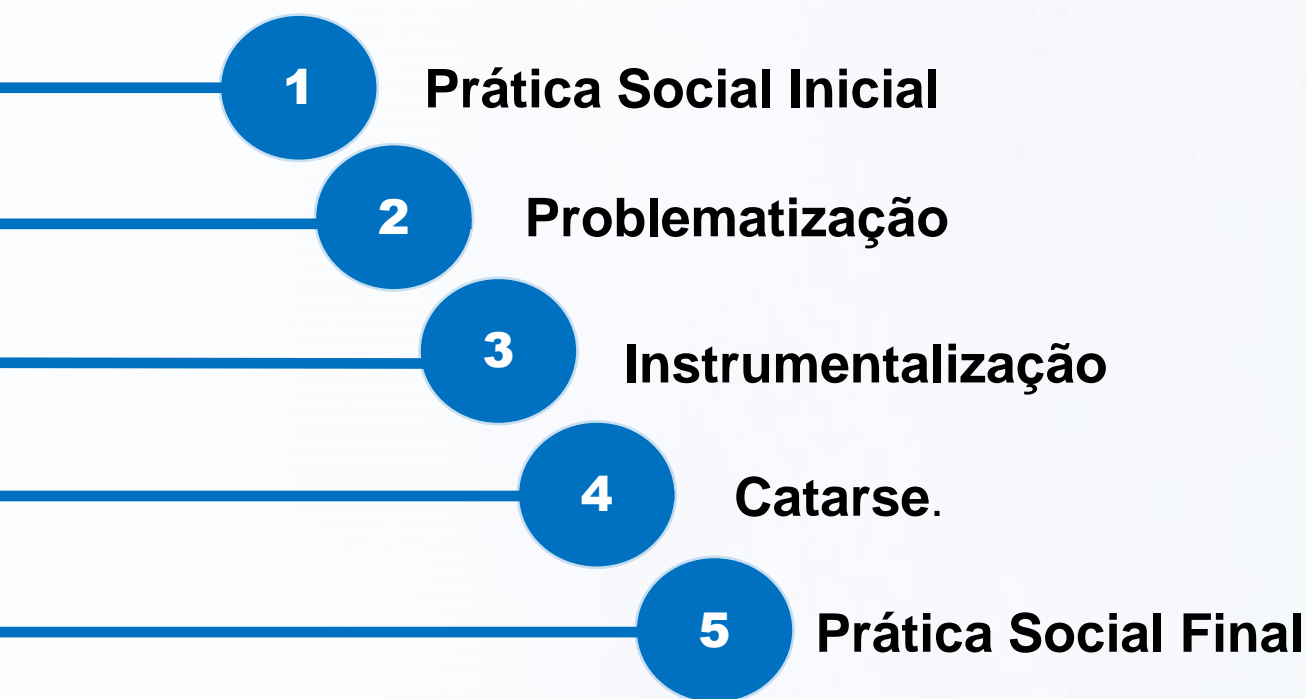 1 Prática Social Inicial
2 Problematização
3 Instrumentalização
4 Catarse.
5 Prática Social Final